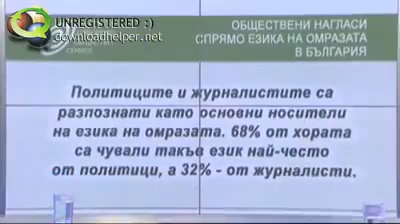 UNREGISTERED :)
downloadhelper.net
ОБЩЕСТВЕНИ НАГЛАСИ
СПРЯМО ЕЗИКА НА ОМРАЗАТА
В БЪЛГАРИЯ
Политиците и журналистите са
разпознати като основни носители
на езика на омразата. 68% от хората
са чували такъв език най-често
от политици, а 32% - от журналисти.